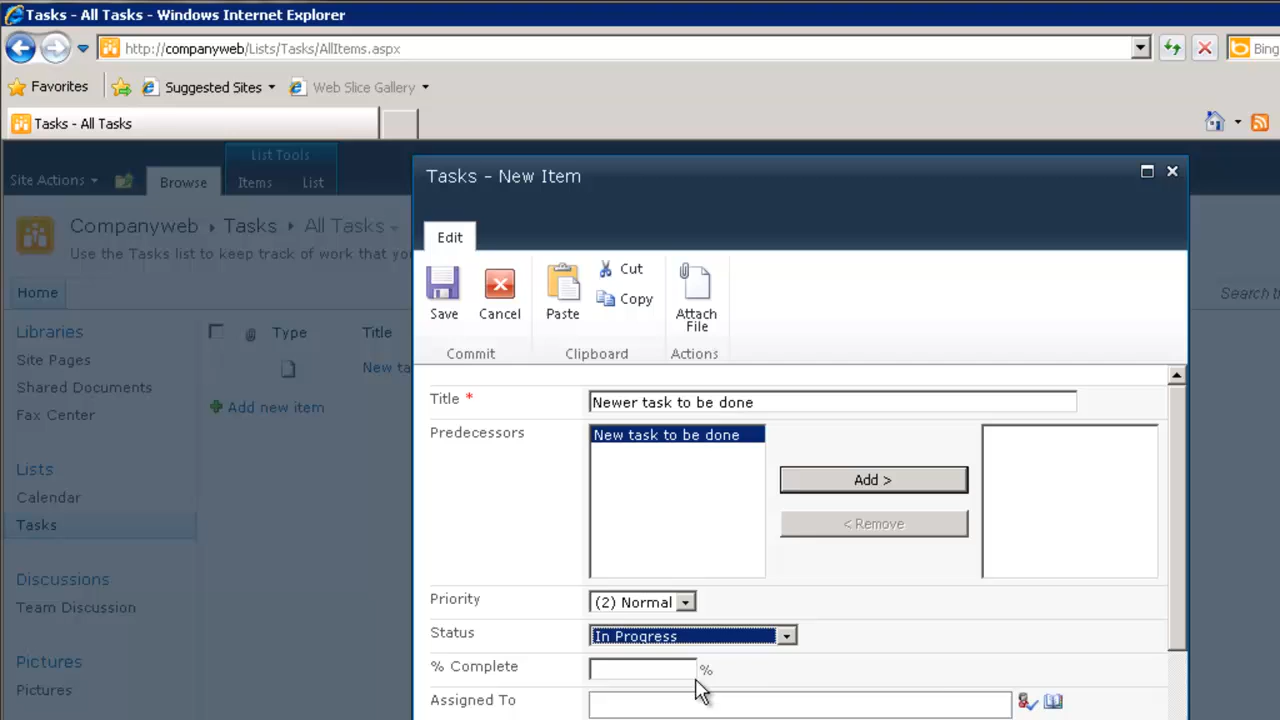 Tasks - All Tasks - Windows Internet Explorer
http://companyweb/Lists/Tasks/AllItems.aspx
Bing
Favorites
Suggested Sites
Web Slice Gallery
Tasks - All Tasks
List Tools
Site Actions
Browse
Items
List
Companyweb
Tasks
All Tasks
Use the Tasks list to keep track of work that
Home
Search
Libraries
Site Pages
Shared Documents
Fax Center
Lists
Calendar
Tasks
Discussions
Team Discussion
Pictures
Pictures
Type
Title
New
Add new item
Tasks - New Item
Edit
Save
Cancel
Paste
Cut
Copy
Attach
File
Commit
Clipboard
Actions
Title *
Newer task to be done
Predecessors
New task to be done
Add >
< Remove
Priority
(2) Normal
Status
In Progress
% Complete
%
Assigned To